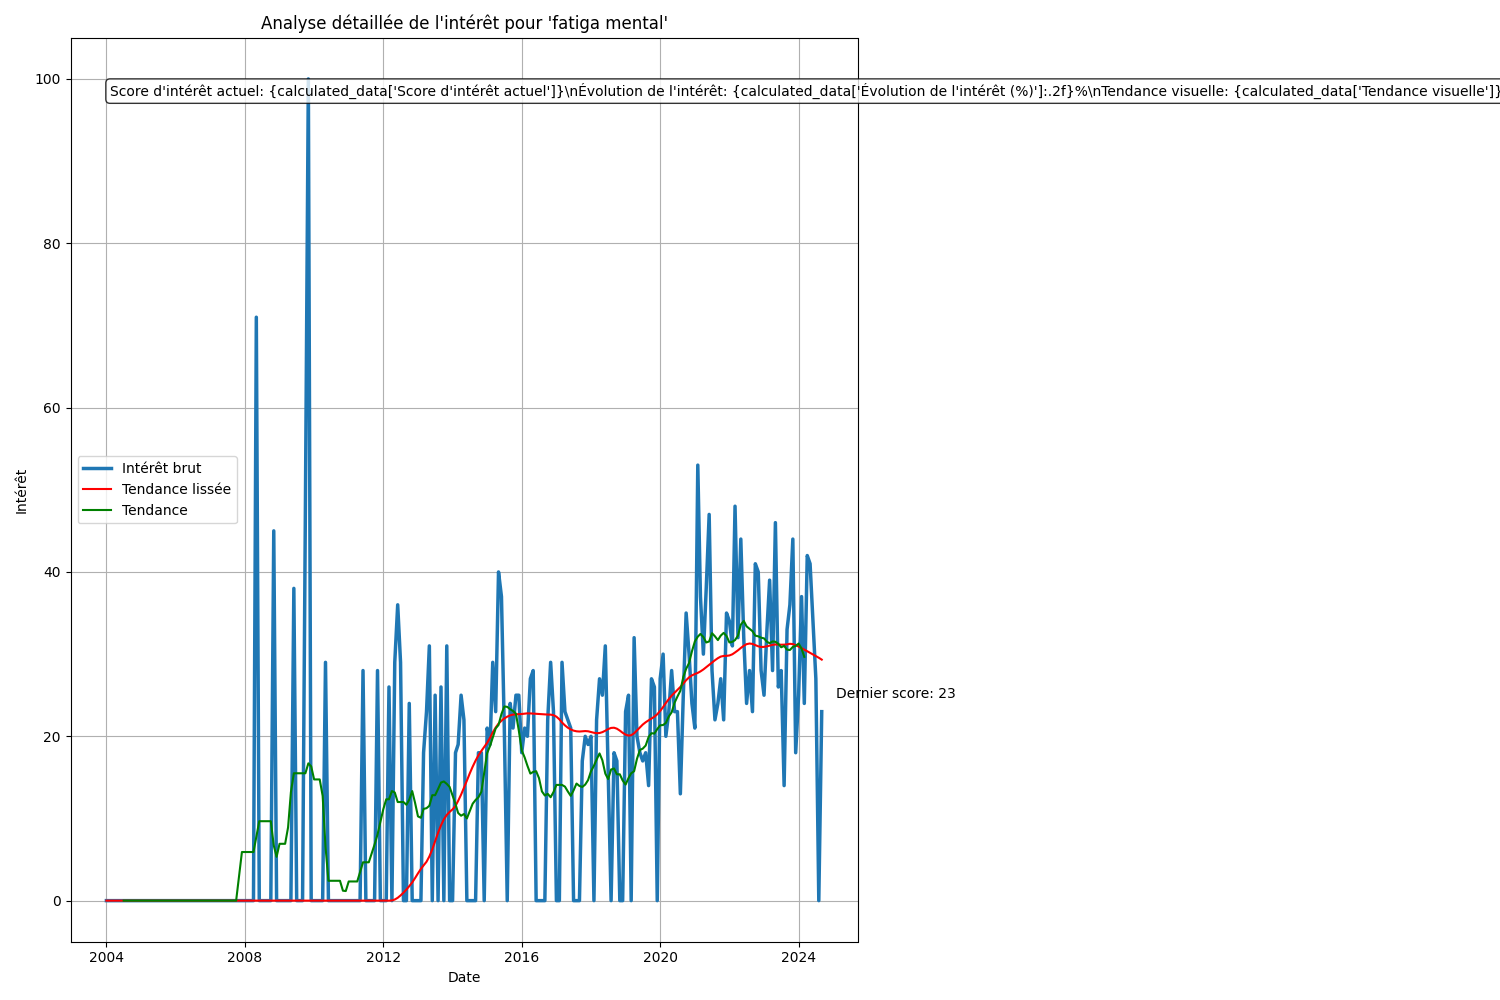 Analyse détaillée de l'intérêt pour 'fatiga mental'
100
Score d'intérêt actuel: {calculated_data['Score d'intérêt actuel']}\nÉvolution de l'intérêt: {calculated_data['Évolution de l'intérêt (%)']:.2f}%\nTendance visuelle: {calculated_data['Tendance visuelle']}
80
60
Intérêt brut
Tendance lissée
Tendance
Intérêt
40
Dernier score: 23
20
0
2004 2008 2012 2016 2020 2024
Date